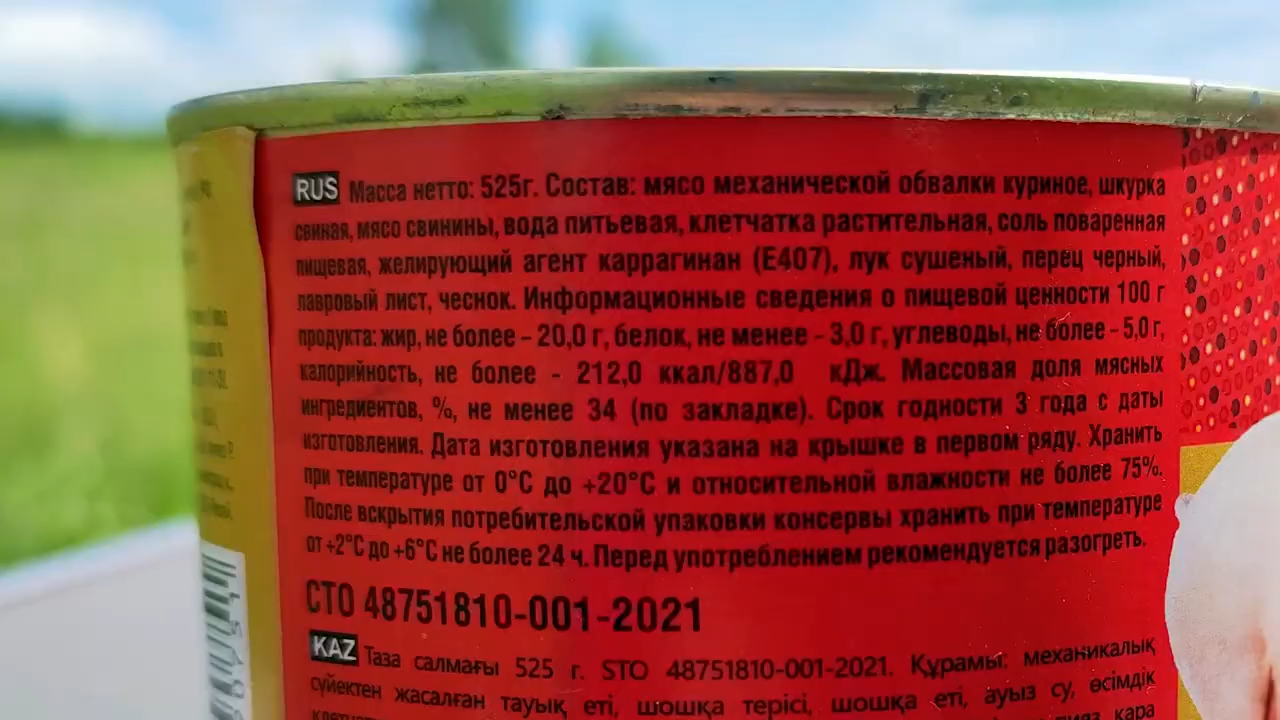 RUS Масса нетто: 525г. Состав: мясо механической обвалки куриное, шкурка
свиная, мясо свинины, вода питьевая, клетчатка растительная, соль поваренная
пищевая, желирующий агент каррагинан (Е407), лук сушеный, перец черный,
лавровый лист, чеснок. Информационные сведения о пищевой ценности 100 г
продукта: жир, не более – 20,0 г, белок, не менее – 3,0 г, углеводы, не более – 5,0 г,
калорийность, не более - 212,0 ккал/887,0 кДж. Массовая доля мясных
ингредиентов, %, не менее 34 (по закладке). Срок годности 3 года с даты
изготовления. Дата изготовления указана на крышке в первом ряду. Хранить
при температуре от 0°С до +20°С и относительной влажности не более 75%.
После вскрытия потребительской упаковки консервы хранить при температуре
от +2°С до +6°С не более 24 ч. Перед употреблением рекомендуется разогреть.
СТО 48751810-001-2021
KAZ Таза салмағы 525 г. STO 48751810-001-2021. Құрамы: механикалық
сүйектен жасалған тауық еті, шошқа терісі, шошқа еті, ауыз су, өсімдік
қара